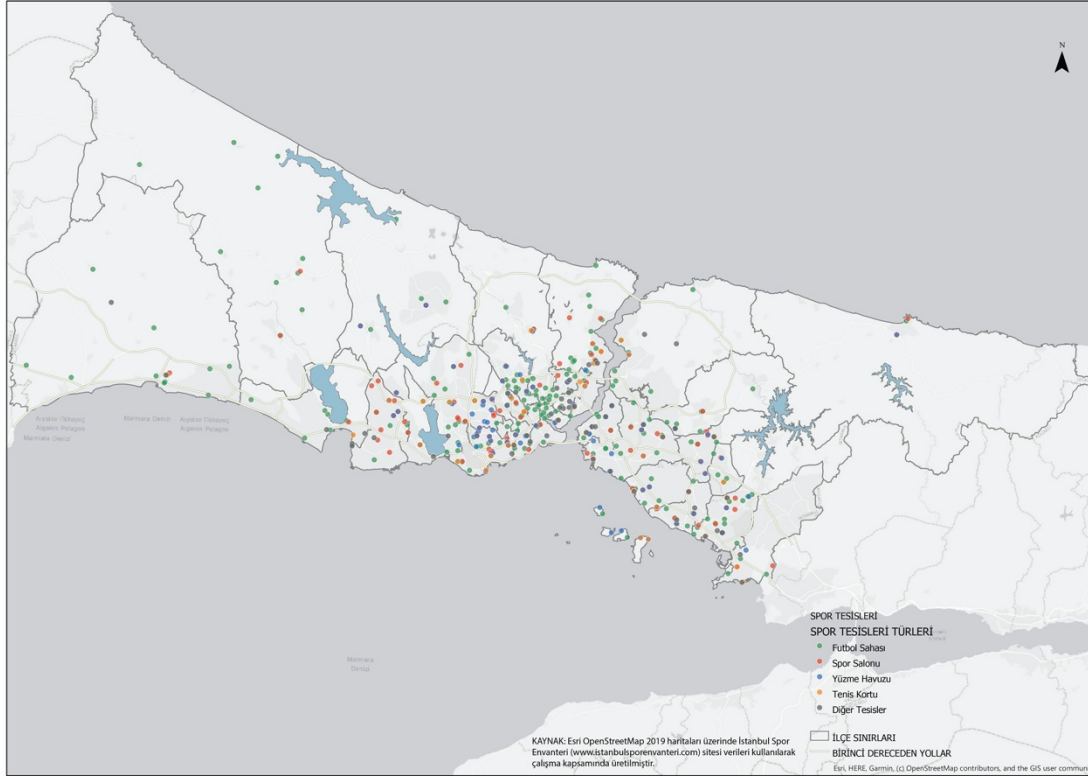 N
Marmara Denizi
Marmara Denizi
Marmara
Denizi
SPOR TESİSLERİ
SPOR TESİSLERİ TÜRLERİ
Futbol Sahası
Spor Salonu
Yüzme Havuzu
Tenis Kortu
Diğer Tesisler
İLÇE SINIRLARI
BİRİNCİ DERECEDEN YOLLAR
KAYNAK: Esri OpenStreetMap 2019 haritaları üzerinde İstanbul Spor
Envanteri (www.istanbulsporenvanteri.com) sitesi verileri kullanılarak
çalışma kapsamında üretilmiştir.
Esri, HERE, Garmin, (c) OpenStreetMap contributors, and the GIS user commun